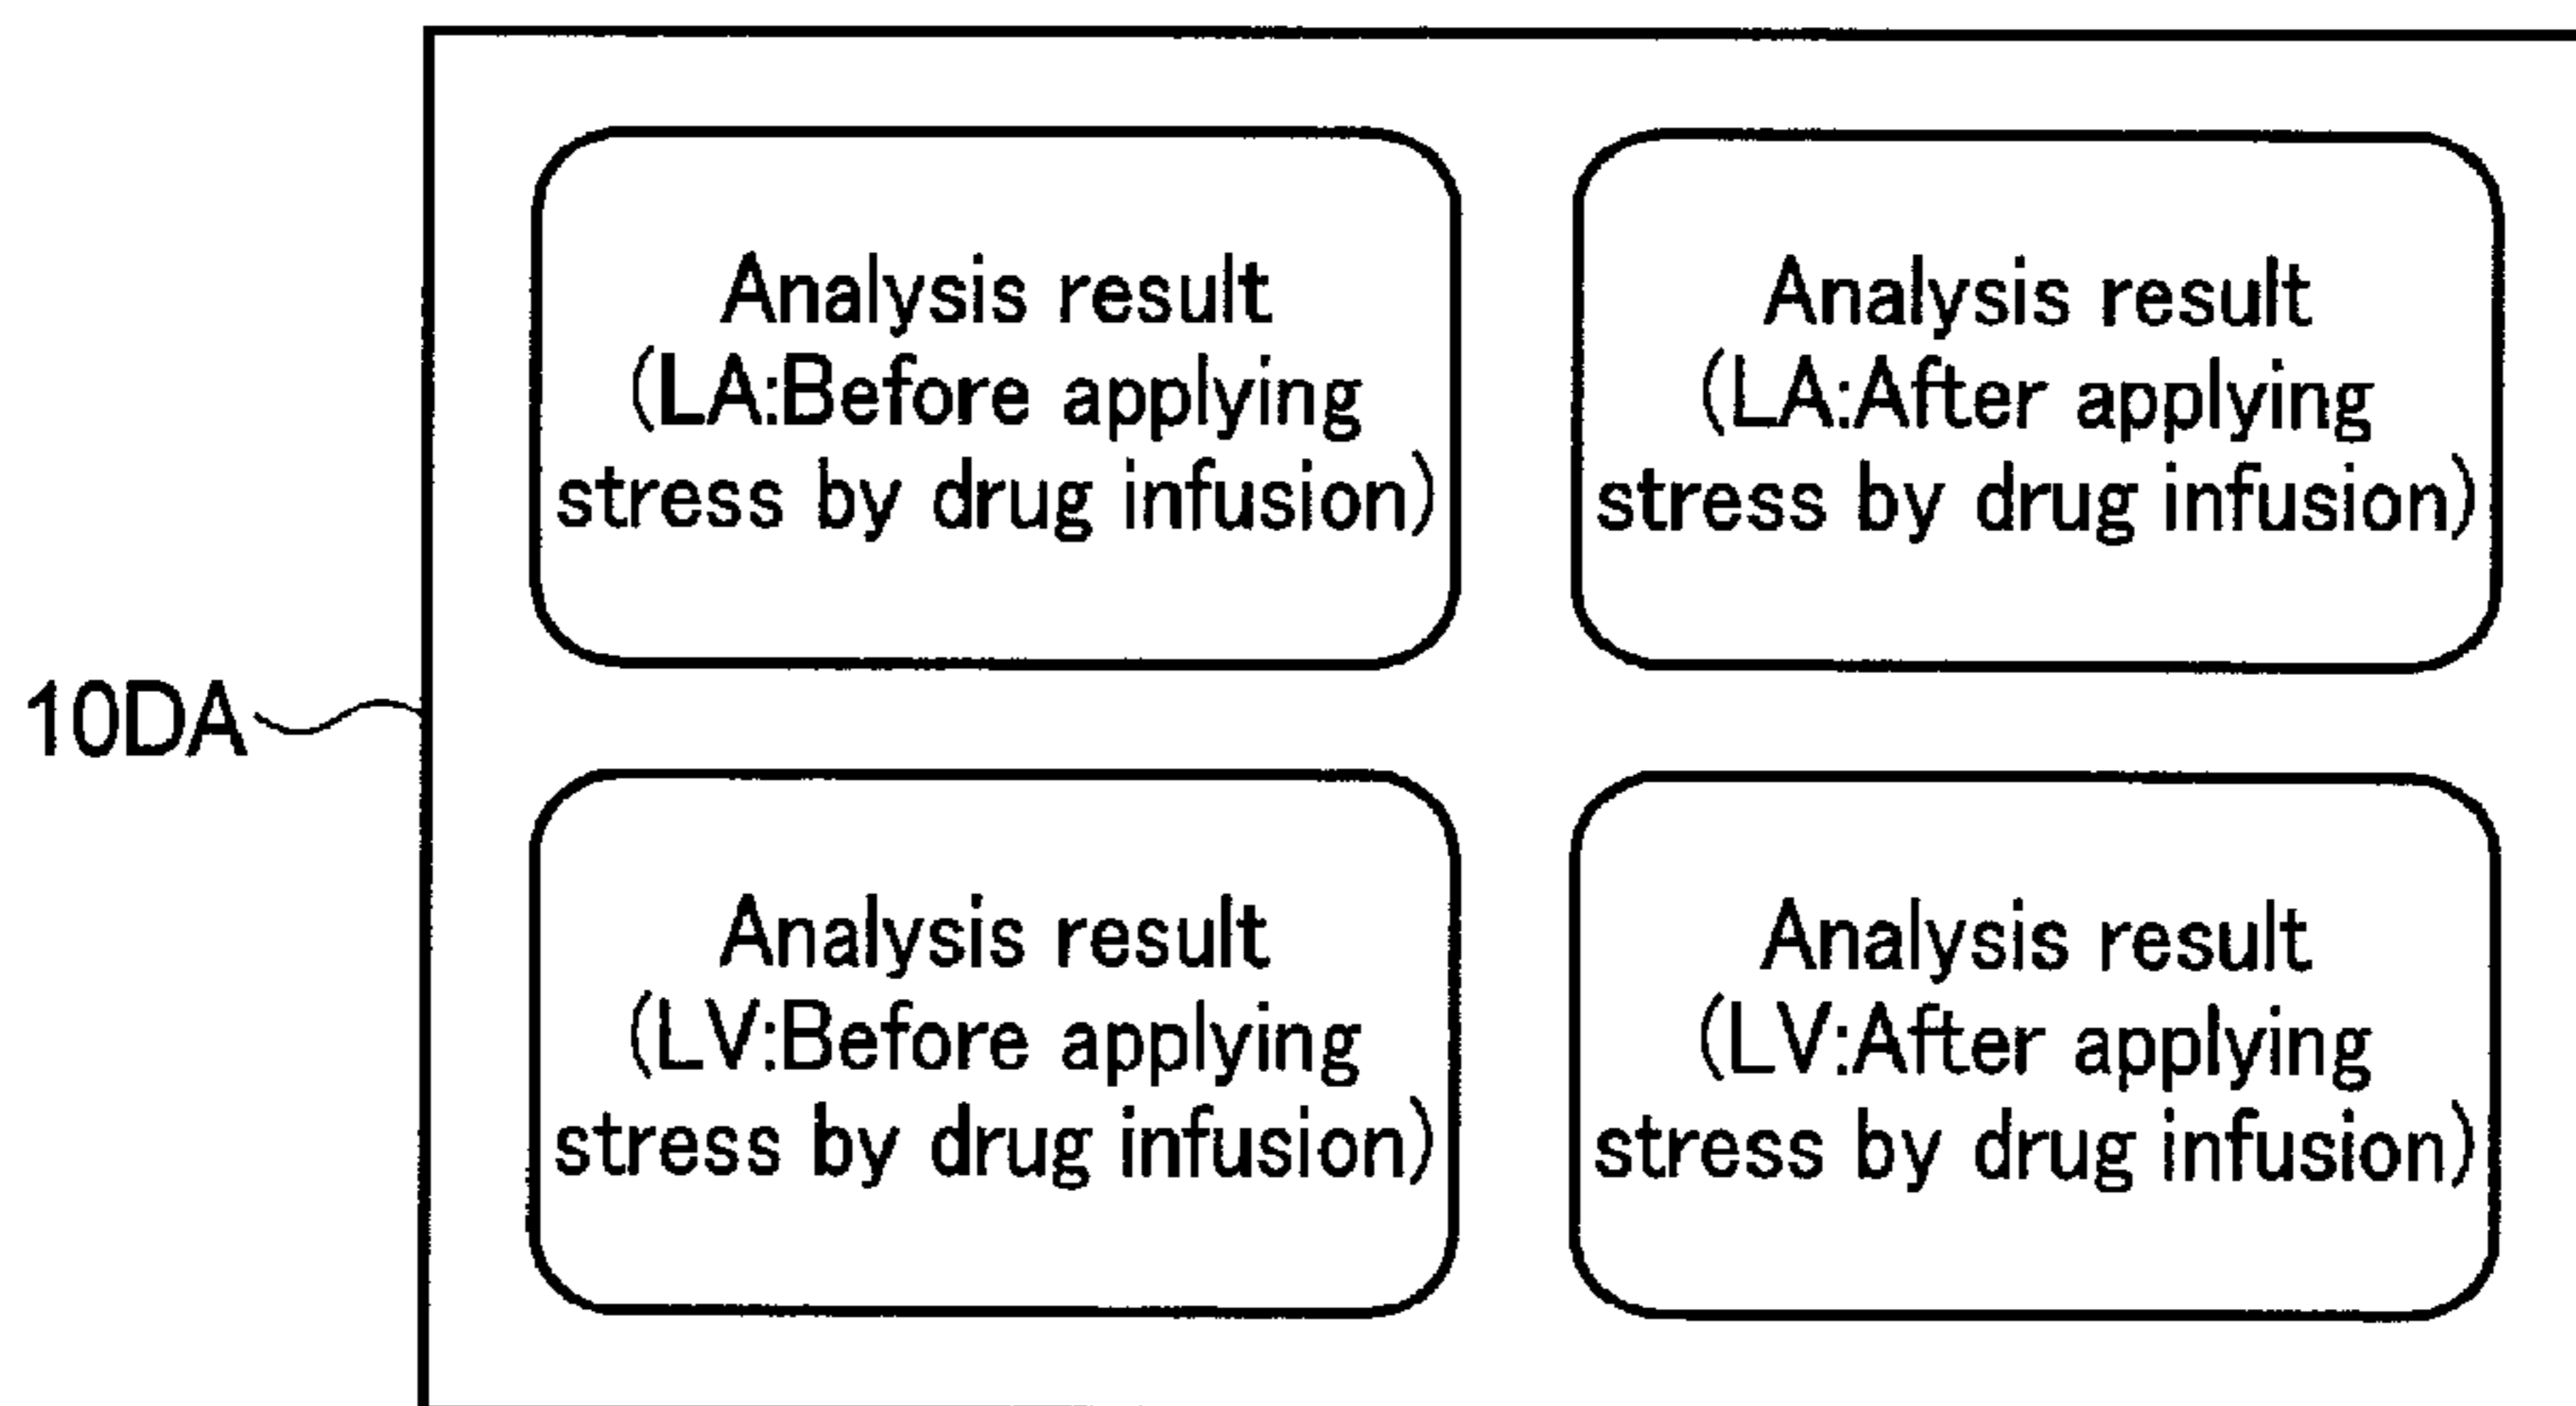 Analysis result
(LA:Before applying
stress by drug infusion)
Analysis result
(LA:After applying
stress by drug infusion)
10DA
Analysis result
(LV:Before applying
stress by drug infusion)
Analysis result
(LV:After applying
stress by drug infusion)